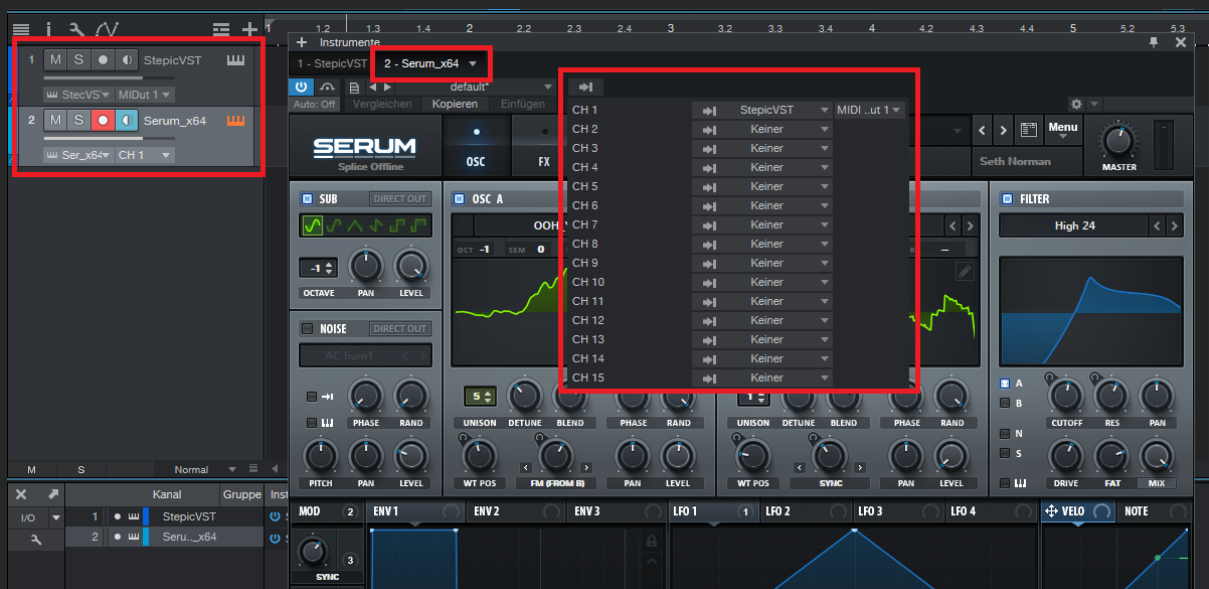 1 1.2 1.3 1.4 2 2.2 2.3 2.4 3 3.2 3.3 3.4 4 4.2 4.3 4.4 5 5.2 5.3
Instrumente
1 M S StepicVST
StecVS MIDut 1
2 M S Serum_x64
Ser_x64 CH 1
1 - StepicVST 2 - Serum_x64
default*
Auto: Off Vergleichen Kopieren Einfügen
CH 1 StepicVST MIDI ..ut 1
CH 2 Keiner
CH 3 Keiner
CH 4 Keiner
CH 5 Keiner
CH 6 Keiner
CH 7 Keiner
CH 8 Keiner
CH 9 Keiner
CH 10 Keiner
CH 11 Keiner
CH 12 Keiner
CH 13 Keiner
CH 14 Keiner
CH 15 Keiner
SERUM
Splice Offline
OSC FX
Menu
Seth Norman
MASTER
SUB DIRECT OUT
-1
OCTAVE PAN LEVEL
NOISE DIRECT OUT
AC hum1
PHASE RAND
PITCH PAN LEVEL
OSC A
OOH_
OCT -1 SEM 0
5
UNISON DETUNE BLEND PHASE RAND
WT POS FM (FROM B) PAN LEVEL
1
UNISON DETUNE BLEND PHASE RAND
WT POS SYNC PAN LEVEL
FILTER
High 24
A
B
N
S
CUTOFF RES PAN
DRIVE FAT MIX
MOD 2 ENV 1 ENV 2 ENV 3 LFO 1 1 LFO 2 LFO 3 LFO 4 VELO NOTE
3
SYNC
M S Normal
Kanal Gruppe Inst
I/O 1 StepicVST
2 Seru.._x64